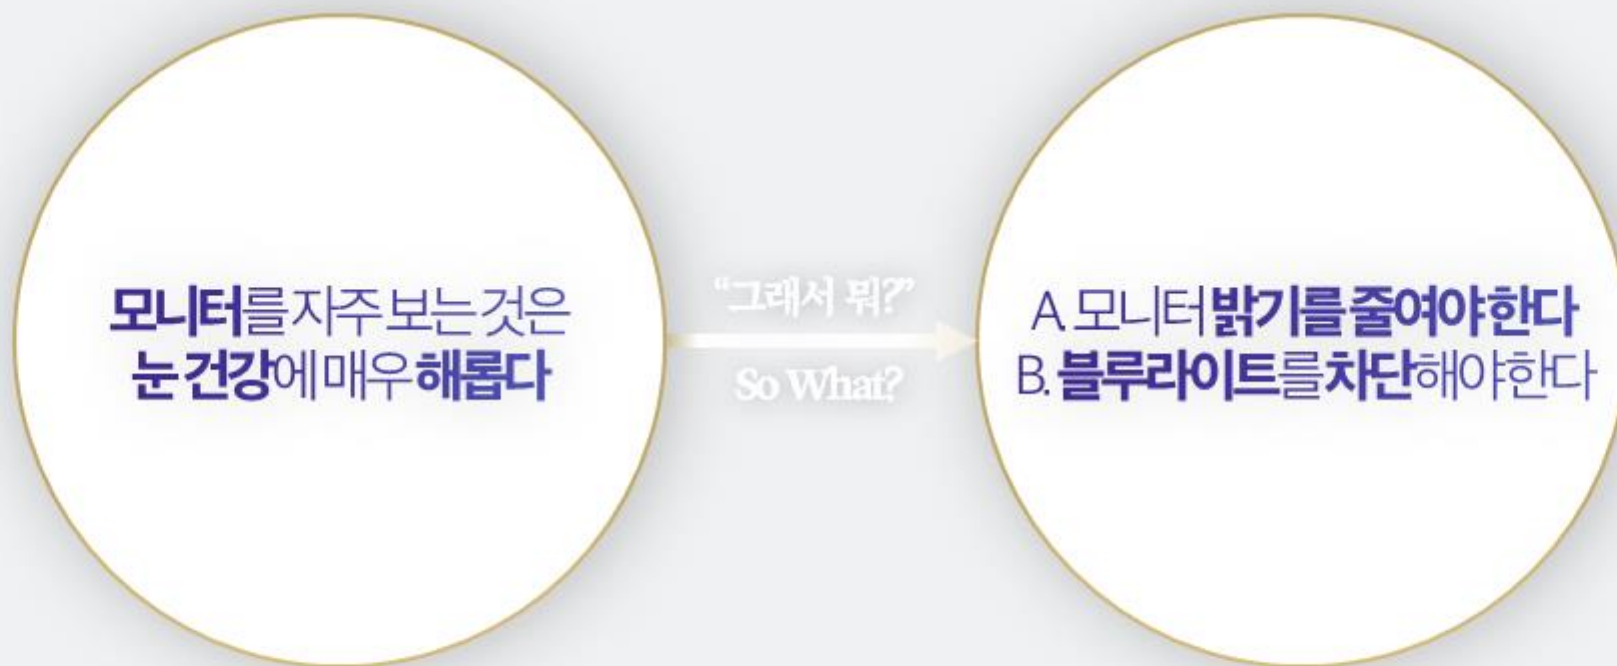 모니터를 자주 보는 것은
눈 건강에 매우 해롭다
“그래서 뭐?”
So What?
A. 모니터 밝기를 줄여야 한다
B. 블루라이트를 차단해야 한다